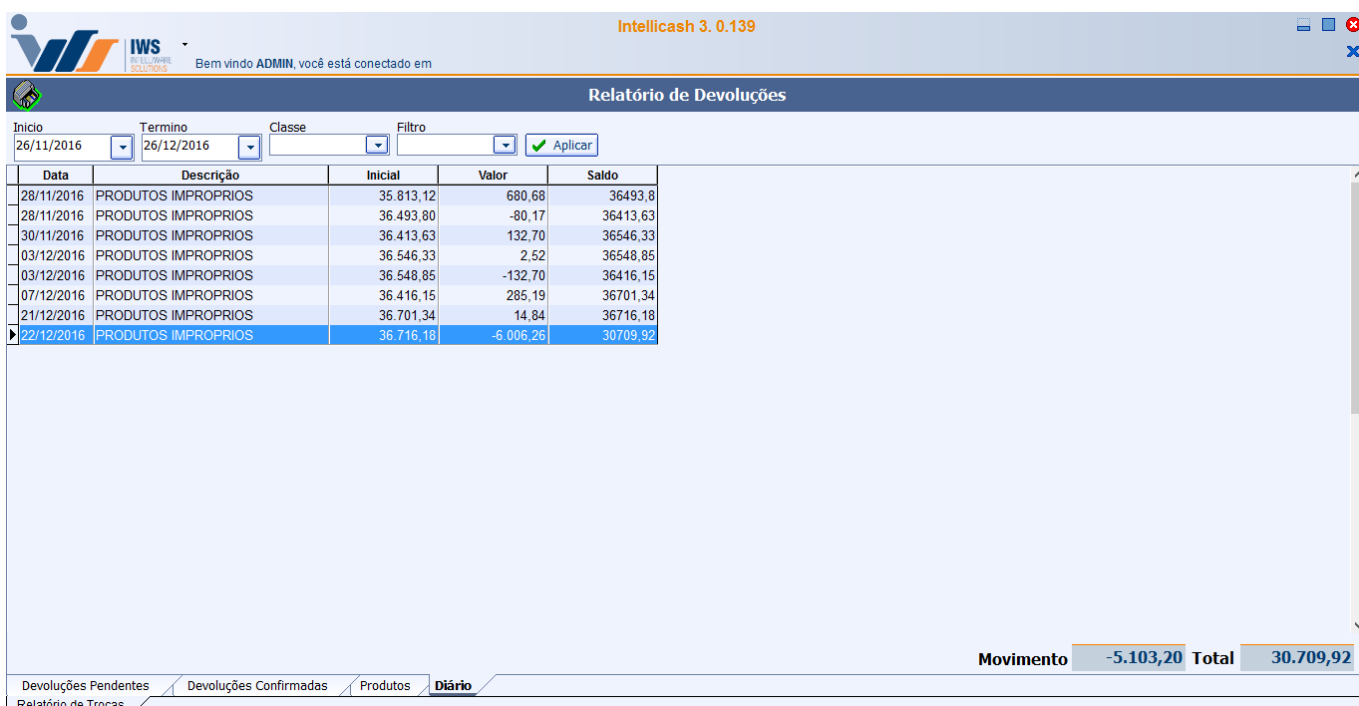 Intellicash 3. 0.139
IWS
INTELLIWARE
SOLUTIONS
Bem vindo ADMIN, você está conectado em
Relatório de Devoluções
Inicio Termino Classe Filtro
26/11/2016 26/12/2016 Aplicar
Data Descrição Inicial Valor Saldo
28/11/2016 PRODUTOS IMPROPRIOS 35.813,12 680,68 36493,8
28/11/2016 PRODUTOS IMPROPRIOS 36.493,80 -80,17 36413,63
30/11/2016 PRODUTOS IMPROPRIOS 36.413,63 132,70 36546,33
03/12/2016 PRODUTOS IMPROPRIOS 36.546,33 2,52 36548,85
03/12/2016 PRODUTOS IMPROPRIOS 36.548,85 -132,70 36416,15
07/12/2016 PRODUTOS IMPROPRIOS 36.416,15 285,19 36701,34
21/12/2016 PRODUTOS IMPROPRIOS 36.701,34 14,84 36716,18
22/12/2016 PRODUTOS IMPROPRIOS 36.716,18 -6.006,26 30709,92
Movimento -5.103,20 Total 30.709,92
Devoluções Pendentes Devoluções Confirmadas Produtos Diário
Relatório de Trocas